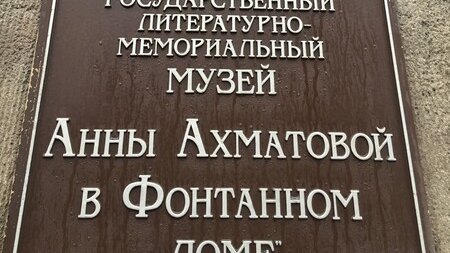 ГОСУДАРСТВЕННЫЙ
ЛИТЕРАТУРНО-
МЕМОРИАЛЬНЫЙ
МУЗЕЙ
АННЫ АХМАТОВОЙ
В ФОНТАННОМ
ДОМЕ"